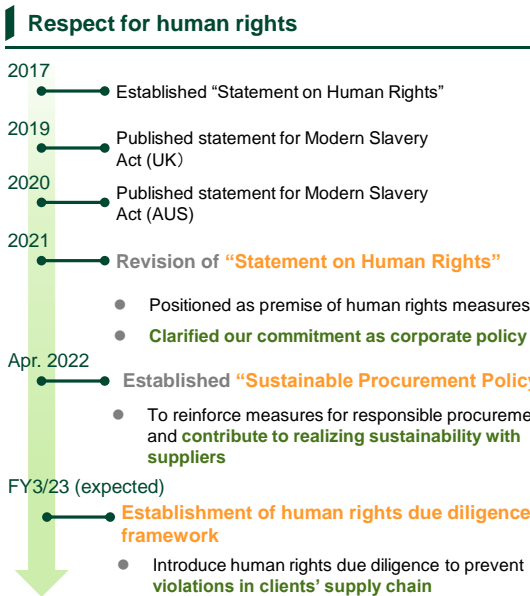 Respect for human rights
2017
Established “Statement on Human Rights”
2019
Published statement for Modern Slavery
Act (UK）
2020
Published statement for Modern Slavery
Act (AUS)
2021
Revision of “Statement on Human Rights”
● Positioned as premise of human rights measures
● Clarified our commitment as corporate policy
Apr. 2022
Established “Sustainable Procurement Policy
● To reinforce measures for responsible procureme
and contribute to realizing sustainability with
suppliers
FY3/23 (expected)
Establishment of human rights due diligence
framework
● Introduce human rights due diligence to prevent
violations in clients’ supply chain